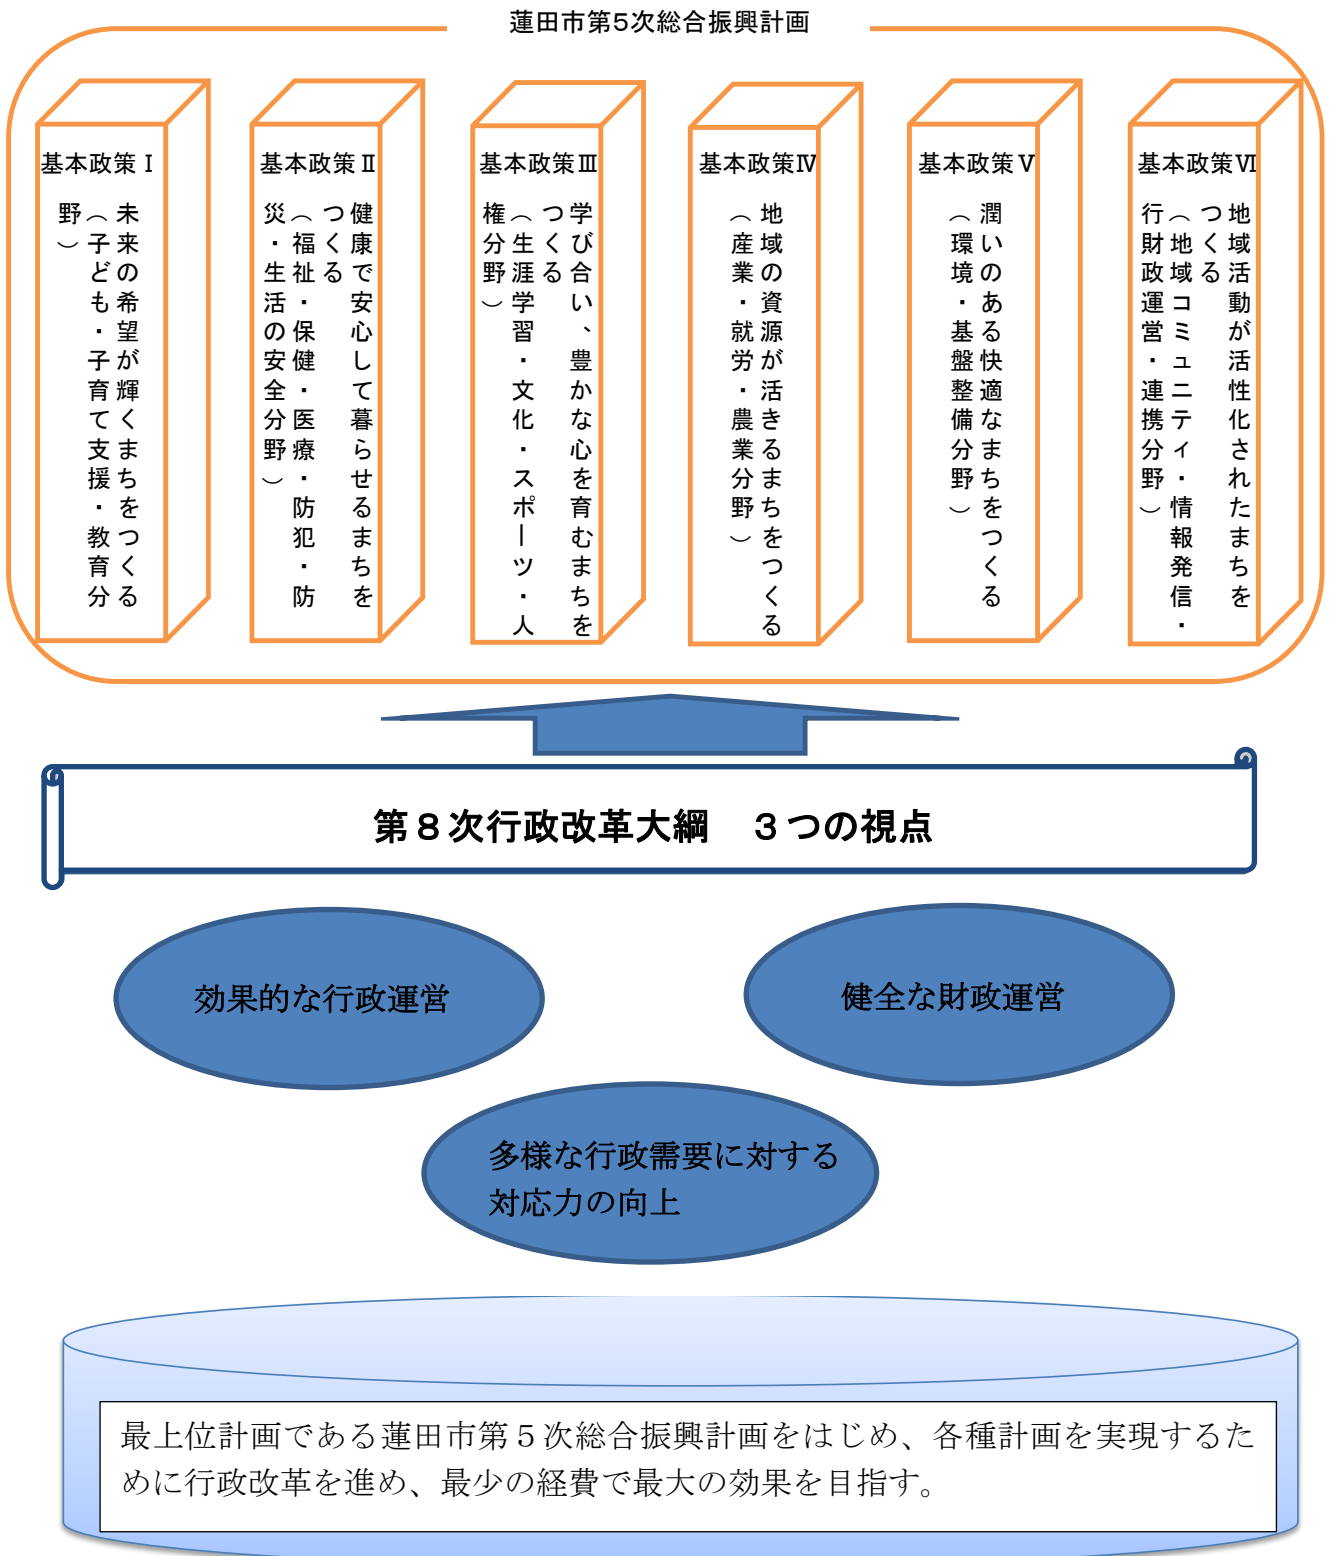 蓮田市第5次総合振興計画
基本政策Ⅰ
未来の希望が輝くまちをつくる
（子ども・子育て支援・教育分
野）
基本政策Ⅱ
健康で安心して暮らせるまちを
つくる
（福祉・保健・医療・防犯・防
災・生活の安全分野）
基本政策Ⅲ
学び合い、豊かな心を育むまちを
つくる
（生涯学習・文化・スポーツ・人
権分野）
基本政策Ⅳ
地域の資源が活きるまちをつくる
（産業・就労・農業分野）
基本政策Ⅴ
潤いのある快適なまちをつくる
（環境・基盤整備分野）
基本政策Ⅵ
地域活動が活性化されたまちを
つくる
（地域コミュニティ・情報発信・
行財政運営・連携分野）
第８次行政改革大綱　３つの視点
効果的な行政運営
健全な財政運営
多様な行政需要に対する
対応力の向上
最上位計画である蓮田市第５次総合振興計画をはじめ、各種計画を実現するた
めに行政改革を進め、最少の経費で最大の効果を目指す。